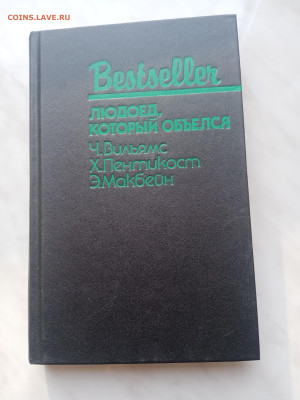 COINS.LAVE.RU
Bestseller
ЛЮДОЕД,
КОТОРЫЙ ОБЪЕЛСЯ
Ч.Вильямс
Х.Пентикост
Э.Макбейн